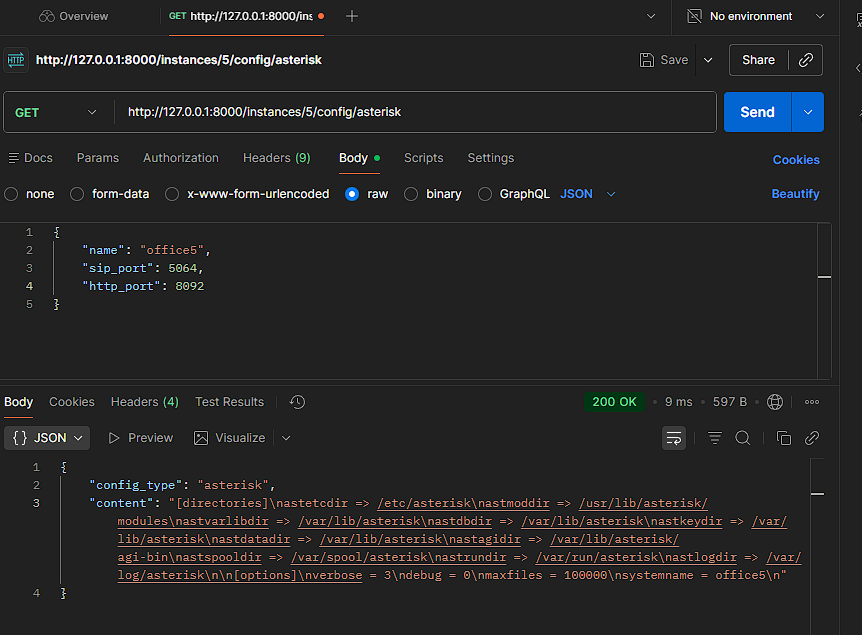 Overview
GET http://127.0.0.1:8000/ins
No environment
HTTP
http://127.0.0.1:8000/instances/5/config/asterisk
Save
Share
GET
http://127.0.0.1:8000/instances/5/config/asterisk
Send
Docs
Params
Authorization
Headers (9)
Body
Scripts
Settings
Cookies
none
form-data
x-www-form-urlencoded
raw
binary
GraphQL
JSON
Beautify
1 {
2 "name": "office5",
3 "sip_port": 5064,
4 "http_port": 8092
5 }
Body
Cookies
Headers (4)
Test Results
200 OK
9 ms
597 B
{} JSON
Preview
Visualize
1 {
2 "config_type": "asterisk",
3 "content": "[directories]\nastetcdir => /etc/asterisk\nastmoddir => /usr/lib/asterisk/
modules\nastvarlibdir => /var/lib/asterisk\nastdbdir => /var/lib/asterisk\nastkeydir => /var/
lib/asterisk\nastdatadir => /var/lib/asterisk\nastagidir => /var/lib/asterisk/
agi-bin\nastspooldir => /var/spool/asterisk\nastrundir => /var/run/asterisk\nastlogdir => /var/
log/asterisk\n\n[options]\nverbose = 3\ndebug = 0\nmaxfiles = 100000\nsystemname = office5\n"
4 }